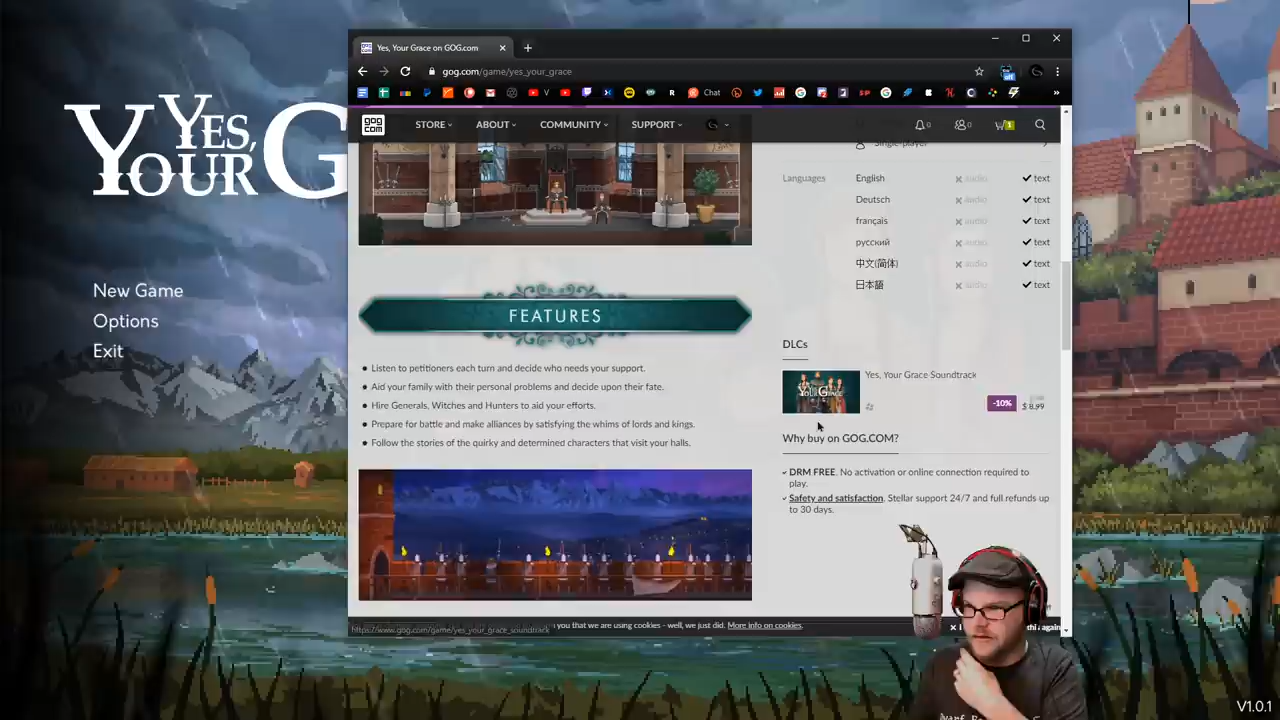 YES,
YOUR G
New Game
Options
Exit
Yes, Your Grace on GOG.com
gog.com/game/yes_your_grace
Chat
gog
com
STORE
ABOUT
COMMUNITY
SUPPORT
0
0
1
Single-player
Languages
English
audio
text
Deutsch
audio
text
français
audio
text
русский
audio
text
中文(简体)
audio
text
日本語
audio
text
FEATURES
Listen to petitioners each turn and decide who needs your support.
Aid your family with their personal problems and decide upon their fate.
Hire Generals, Witches and Hunters to aid your efforts.
Prepare for battle and make alliances by satisfying the whims of lords and kings.
Follow the stories of the quirky and determined characters that visit your halls.
DLCs
Yes, Your Grace Soundtrack
-10%
$ 8.99
Why buy on GOG.COM?
DRM FREE. No activation or online connection required to
play.
Safety and satisfaction. Stellar support 24/7 and full refunds up
to 30 days.
https://www.gog.com/game/yes_your_grace_soundtrack
you that we are using cookies - well, we just did. More info on cookies.
again
V1.0.1